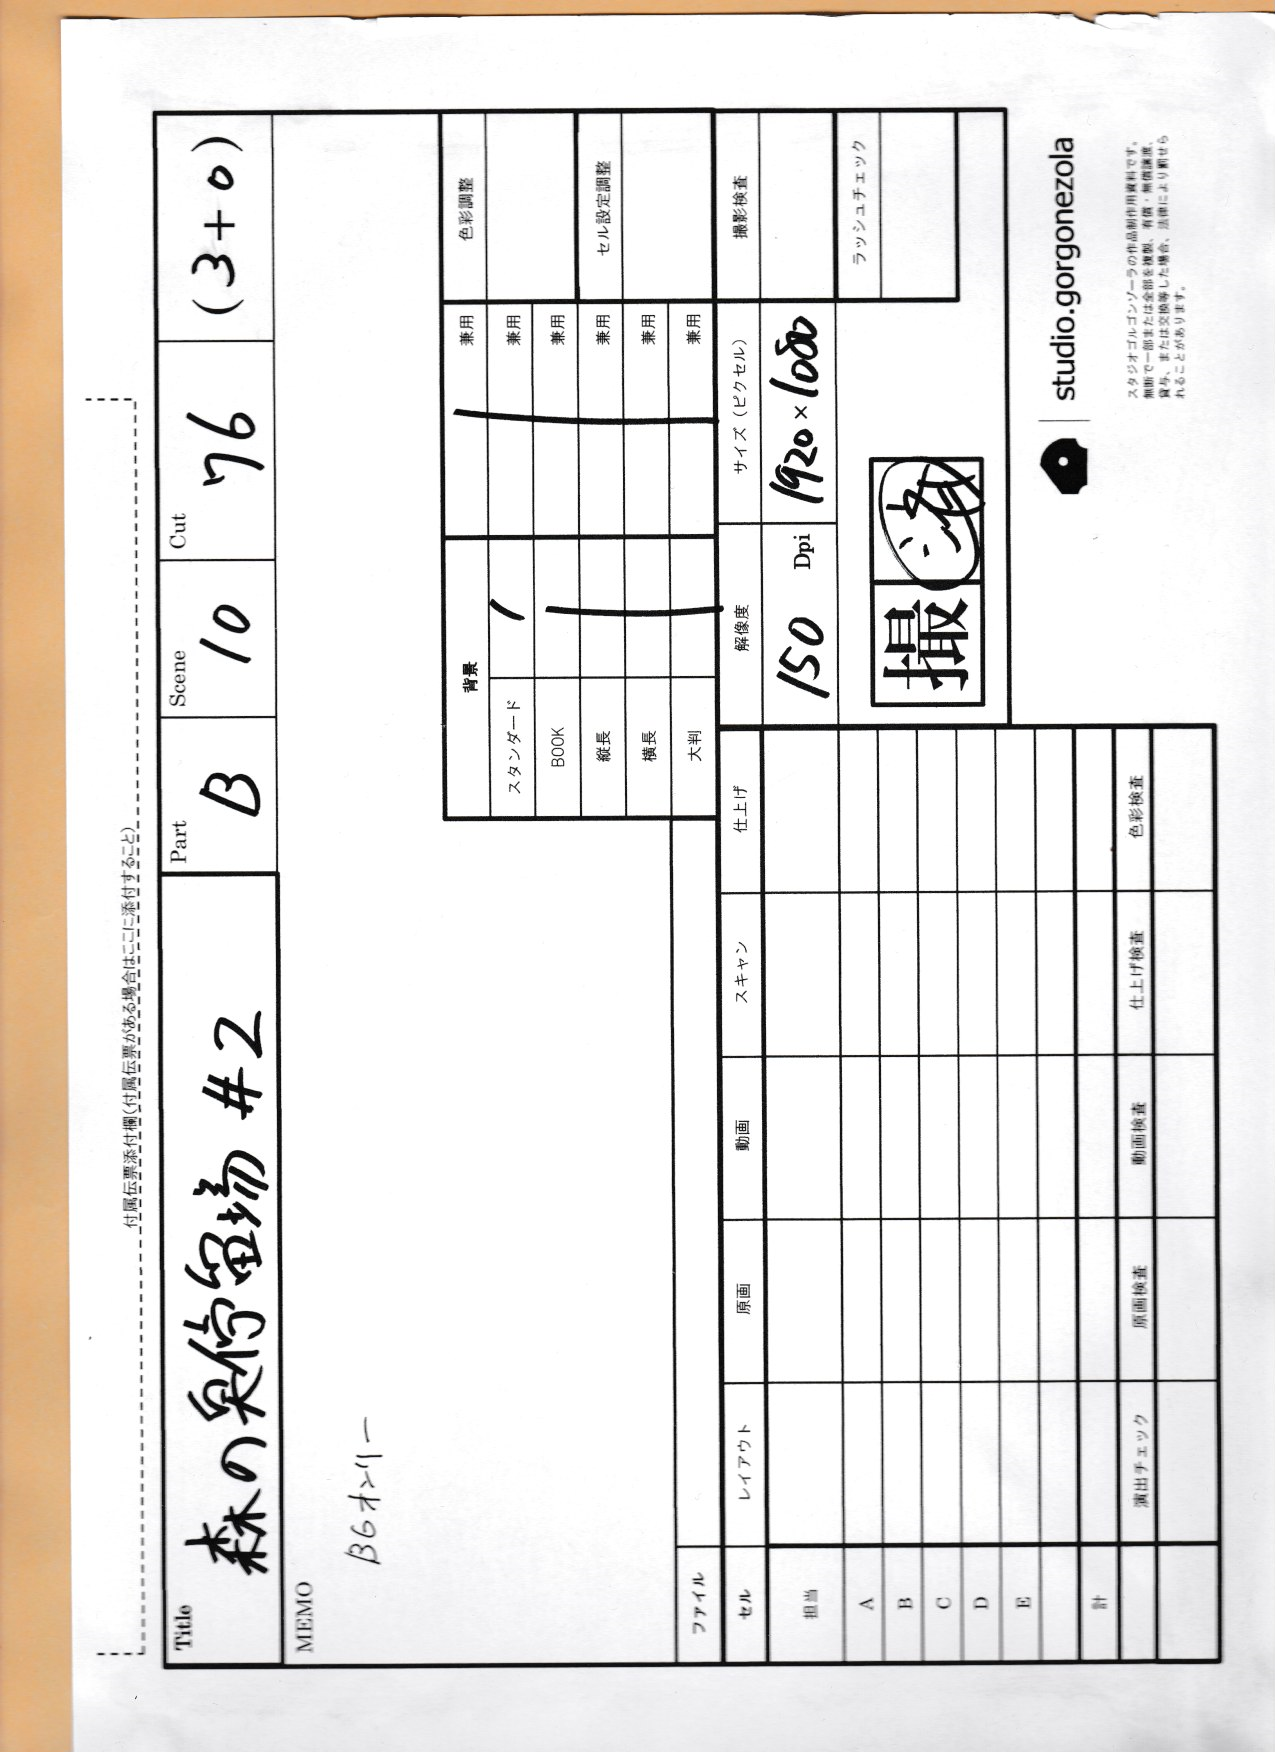 付属伝票添付欄(付属伝票がある場合はここに添付すること)
Title 森の泉停留場 #2
Part B
Scene 10
Cut 76
(3+0)
MEMO
BGオンリー
背景 兼用
スタンダード 1 兼用
BOOK 兼用
縦長 兼用
横長 兼用
大判 兼用
色彩調整
セル設定調整
ファイル
セル レイアウト 原画 動画 スキャン 仕上げ
担当
A
B
C
D
E
計
演出チェック 原画検査 動画検査 仕上げ検査 色彩検査
解像度 サイズ(ピクセル) 撮影検査
150 Dpi 1920×1080
ラッシュチェック
撮 済
studio.gorgonezola
スタジオゴルゴンゾーラの作品制作用資料です。
無断で一部または全部を複製、有償・無償譲渡、
貸与、または交換等した場合、法律により罰せら
れることがあります。